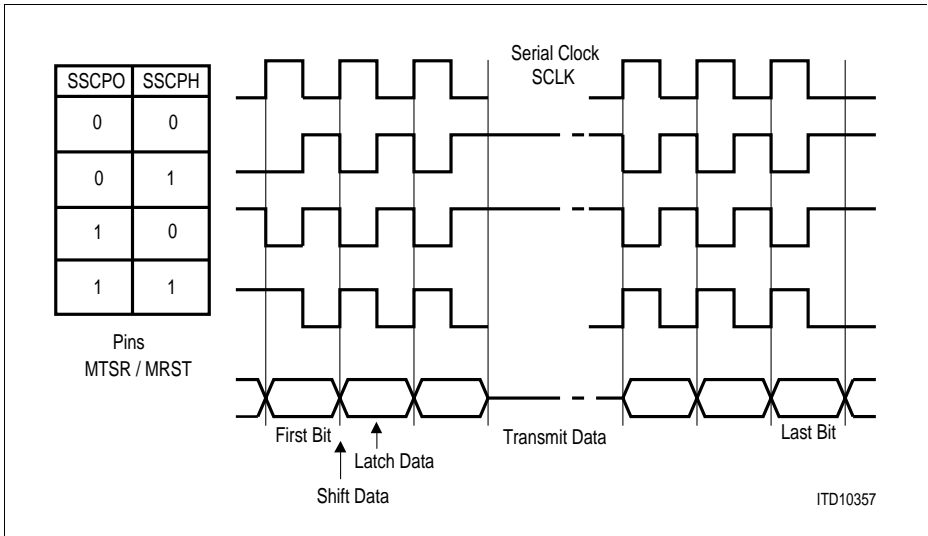 Serial Clock
SCLK
SSCPO SSCPH
0 0
0 1
1 0
1 1
Pins
MTSR / MRST
First Bit
Transmit Data
Last Bit
Latch Data
Shift Data
ITD10357